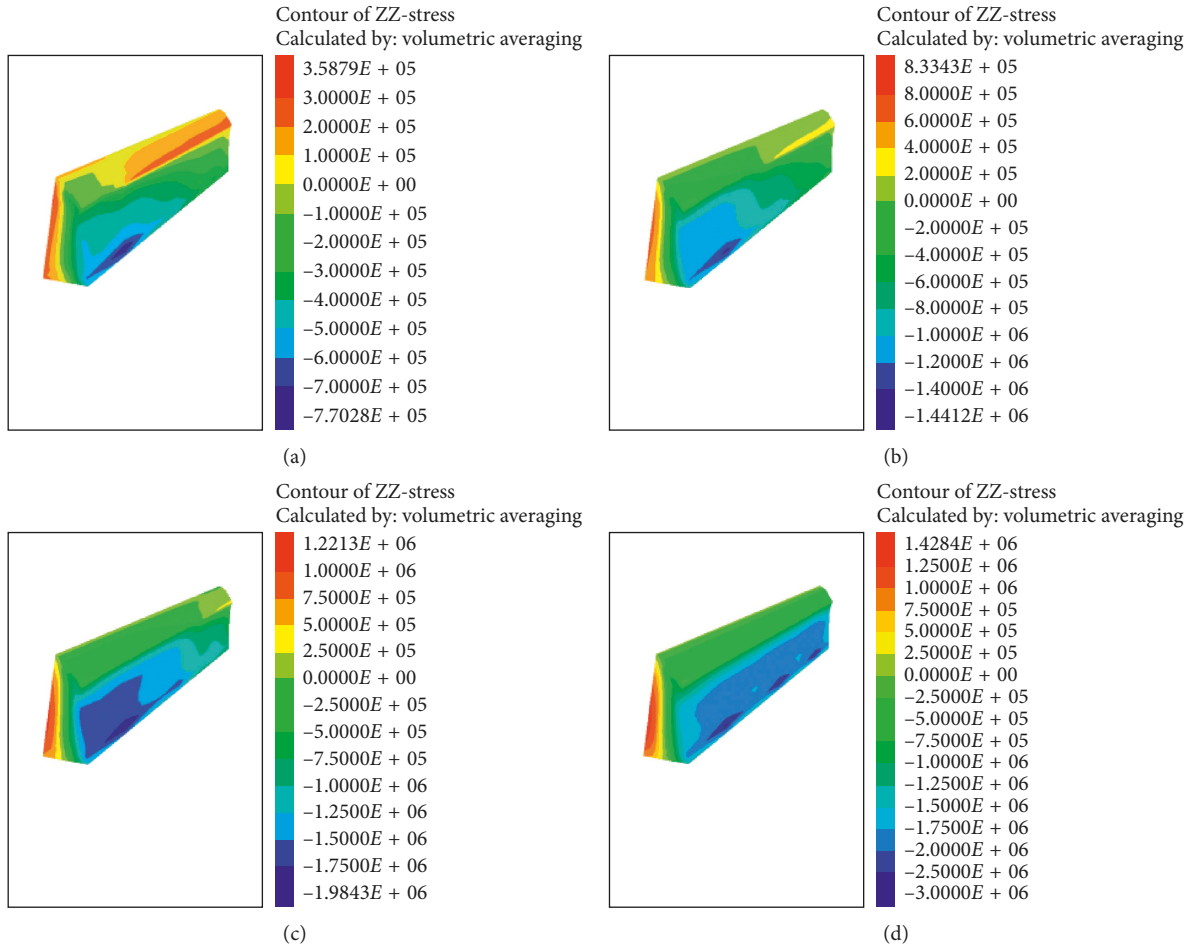 Contour of ZZ-stress
Calculated by: volumetric averaging
3.5879E + 05
3.0000E + 05
2.0000E + 05
1.0000E + 05
0.0000E + 00
–1.0000E + 05
–2.0000E + 05
–3.0000E + 05
–4.0000E + 05
–5.0000E + 05
–6.0000E + 05
–7.0000E + 05
–7.7028E + 05
(a)
Contour of ZZ-stress
Calculated by: volumetric averaging
8.3343E + 05
8.0000E + 05
6.0000E + 05
4.0000E + 05
2.0000E + 05
0.0000E + 00
–2.0000E + 05
–4.0000E + 05
–6.0000E + 05
–8.0000E + 05
–1.0000E + 06
–1.2000E + 06
–1.4000E + 06
–1.4412E + 06
(b)
Contour of ZZ-stress
Calculated by: volumetric averaging
1.2213E + 06
1.0000E + 06
7.5000E + 05
5.0000E + 05
2.5000E + 05
0.0000E + 00
–2.5000E + 05
–5.0000E + 05
–7.5000E + 05
–1.0000E + 06
–1.2500E + 06
–1.5000E + 06
–1.7500E + 06
–1.9843E + 06
(c)
Contour of ZZ-stress
Calculated by: volumetric averaging
1.4284E + 06
1.2500E + 06
1.0000E + 06
7.5000E + 05
5.0000E + 05
2.5000E + 05
0.0000E + 00
–2.5000E + 05
–5.0000E + 05
–7.5000E + 05
–1.0000E + 06
–1.2500E + 06
–1.5000E + 06
–1.7500E + 06
–2.0000E + 06
–2.5000E + 06
–3.0000E + 06
(d)